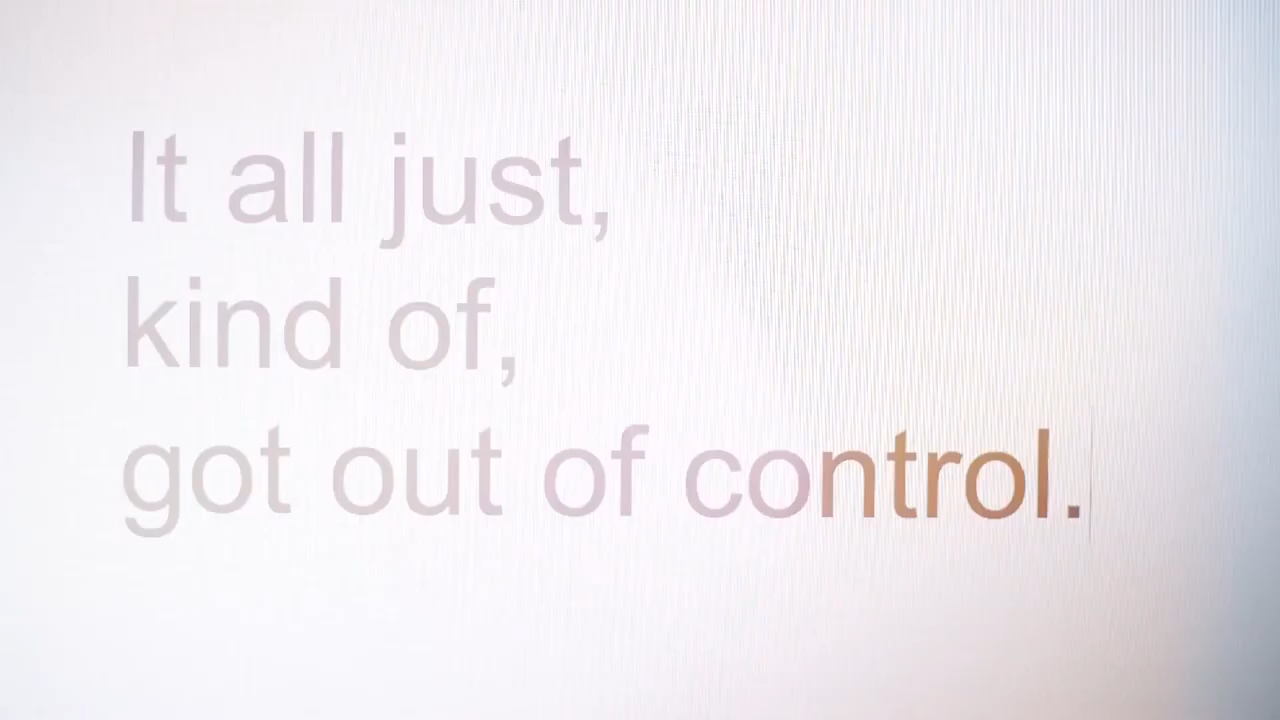 It all just,
kind of,
got out of control.